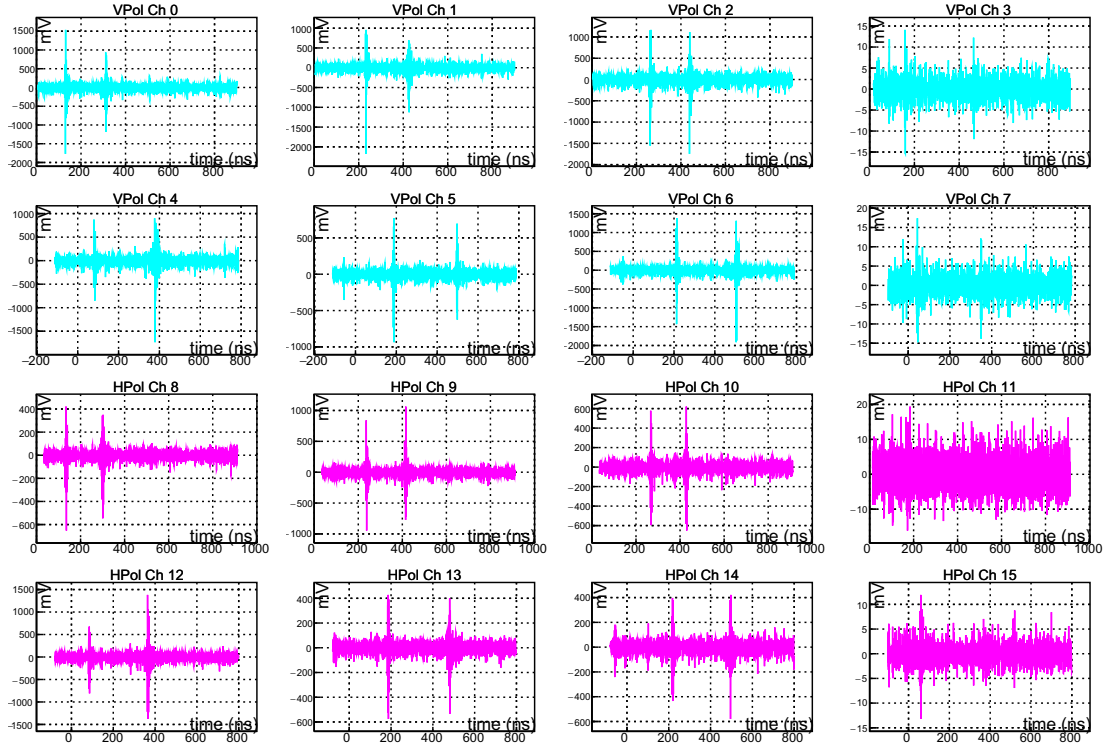 VPol Ch 0 VPol Ch 1 VPol Ch 2 VPol Ch 3
mV 1500 1000 500 0 −500 −1000 −1500 −2000 time (ns) 0 200 400 600 800
mV 1000 500 0 −500 −1000 −1500 −2000 time (ns) 0 200 400 600 800
mV 1000 500 0 −500 −1000 −1500 −2000 time (ns) 0 200 400 600 800
mV 15 10 5 0 −5 −10 −15 time (ns) 0 200 400 600 800
VPol Ch 4 VPol Ch 5 VPol Ch 6 VPol Ch 7
mV 1000 500 0 −500 −1000 −1500 time (ns) −200 0 200 400 600 800
mV 500 0 −500 −1000 time (ns) −200 0 200 400 600 800
mV 1500 1000 500 0 −500 −1000 −1500 −2000 time (ns) −200 0 200 400 600 800
mV 20 15 10 5 0 −5 −10 −15 time (ns) 0 200 400 600 800
HPol Ch 8 HPol Ch 9 HPol Ch 10 HPol Ch 11
mV 400 200 0 −200 −400 −600 time (ns) 0 200 400 600 800 1000
mV 1000 500 0 −500 −1000 time (ns) 0 200 400 600 800 1000
mV 600 400 200 0 −200 −400 −600 time (ns) 0 200 400 600 800 1000
mV 20 10 0 −10 time (ns) 0 200 400 600 800 1000
HPol Ch 12 HPol Ch 13 HPol Ch 14 HPol Ch 15
mV 1500 1000 500 0 −500 −1000 −1500 time (ns) 0 200 400 600 800
mV 400 200 0 −200 −400 −600 time (ns) 0 200 400 600 800
mV 400 200 0 −200 −400 −600 time (ns) 0 200 400 600 800
mV 10 5 0 −5 −10 −15 time (ns) 0 200 400 600 800